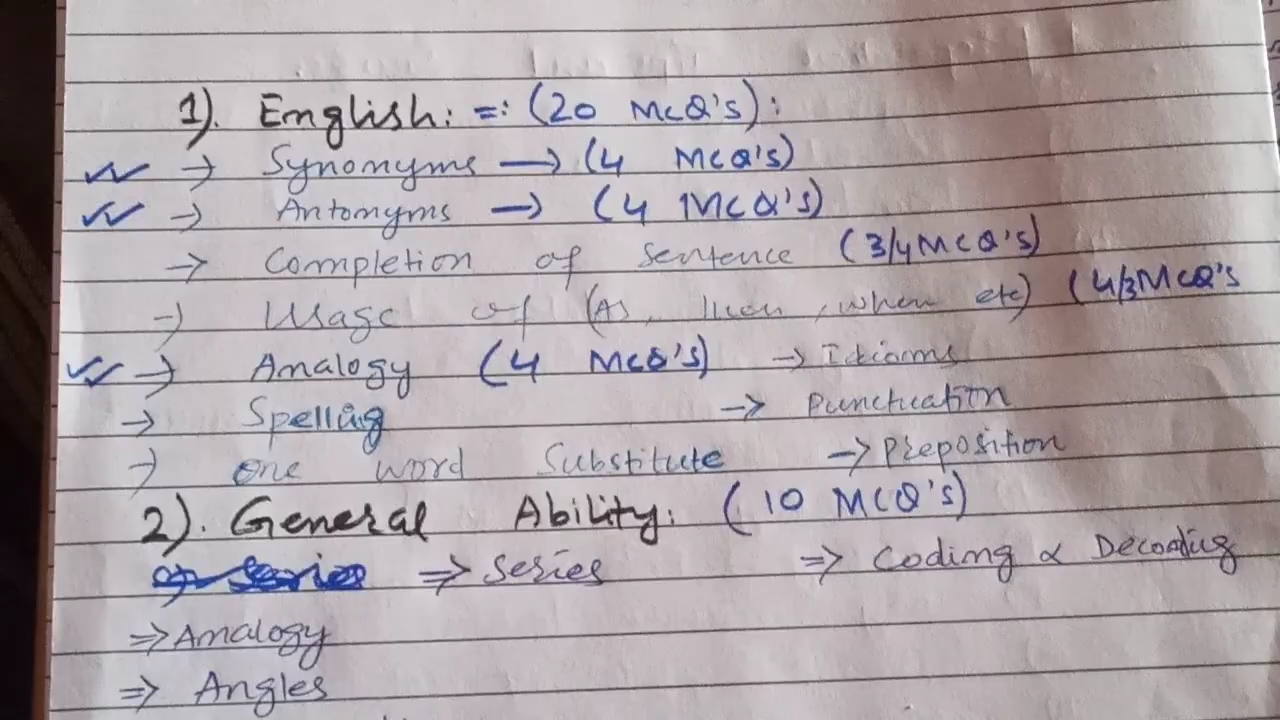 1). English: =: (20 MCQ's):
→ Synonyms → (4 MCQ's)
→ Antonyms → (4 MCQ's)
→ Completion of sentence (3/4 MCQ's)
→ Usage of (As, , when etc) (4/3 MCQ's
→ Analogy (4 MCQ's) → Idioms
→ Spelling → Punctuation
→ one word Substitute → Preposition
2). General Ability: (10 MCQ's)
⇒ Series ⇒ Series ⇒ Coding & Decoding
⇒ Analogy
⇒ Angles